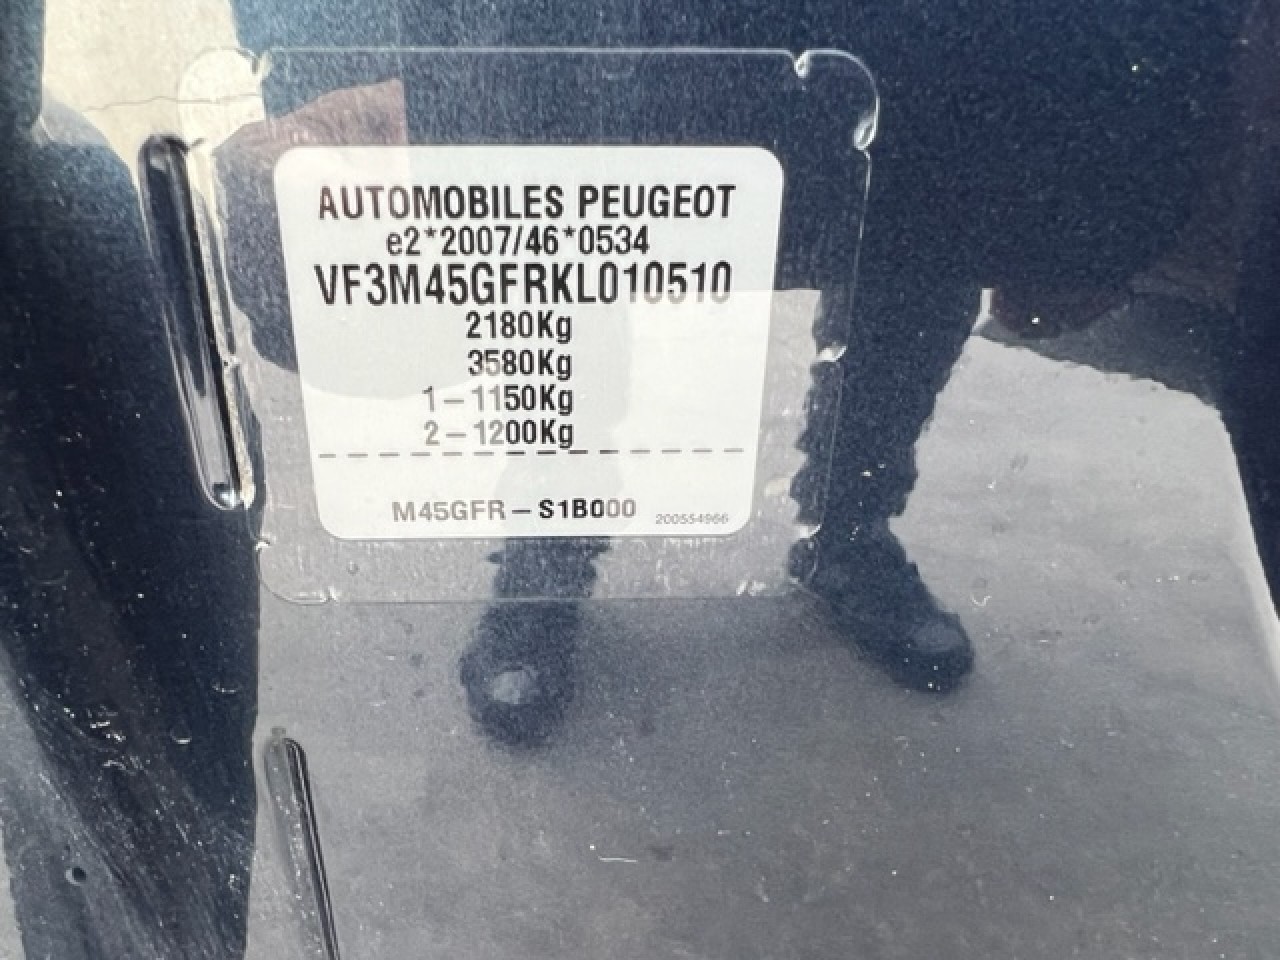 AUTOMOBILES PEUGEOT
e2*2007/46*0534
VF3M45GFRKL010510
2180Kg
3580Kg
1-1150Kg
2-1200Kg
M45GFR-S1B000 200554966